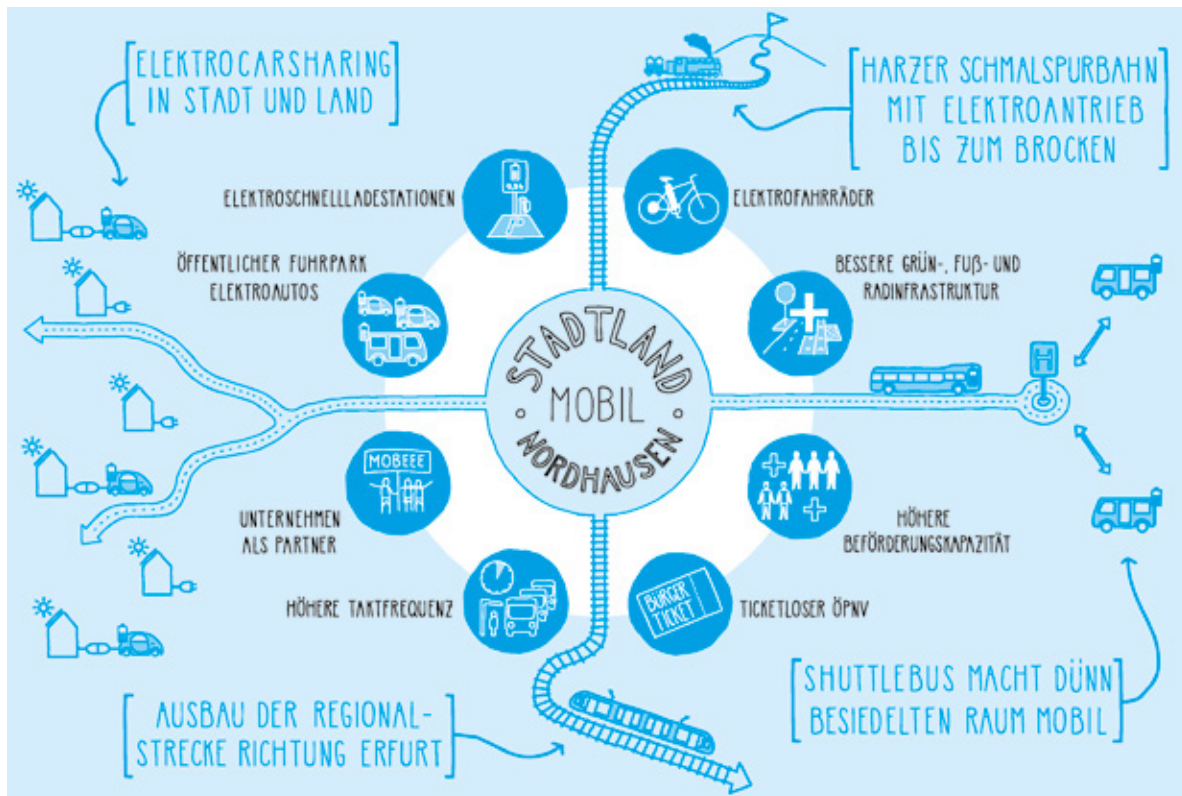 ELEKTROCARSHARING
IN STADT UND LAND
HARZER SCHMALSPURBAHN
MIT ELEKTROANTRIEB
BIS ZUM BROCKEN
ELEKTROSCHNELLLADESTATIONEN
ELEKTROFAHRRÄDER
ÖFFENTLICHER FUHRPARK
ELEKTROAUTOS
BESSERE GRÜN-, FUẞ- UND
RADINFRASTRUKTUR
H
STADTLAND
MOBIL
· NORDHAUSEN ·
MOBEEE
UNTERNEHMEN
ALS PARTNER
HÖHERE
BEFÖRDERUNGSKAPAZITÄT
HÖHERE TAKTFREQUENZ
BÜRGER
TICKET
TICKETLOSER ÖPNV
AUSBAU DER REGIONAL-
STRECKE RICHTUNG ERFURT
SHUTTLEBUS MACHT DÜNN
BESIEDELTEN RAUM MOBIL